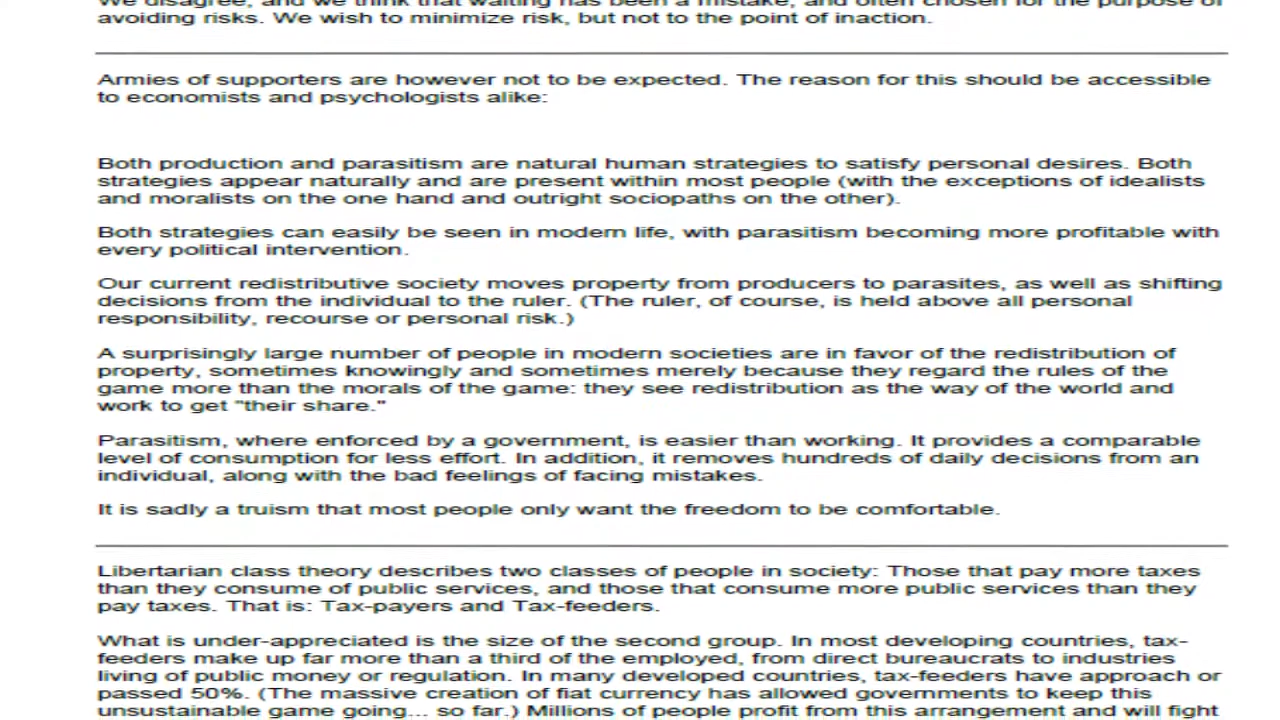 We disagree, and we think that waiting has been a mistake, and often chosen for the purpose of
avoiding risks. We wish to minimize risk, but not to the point of inaction.
Armies of supporters are however not to be expected. The reason for this should be accessible
to economists and psychologists alike:
Both production and parasitism are natural human strategies to satisfy personal desires. Both
strategies appear naturally and are present within most people (with the exceptions of idealists
and moralists on the one hand and outright sociopaths on the other).
Both strategies can easily be seen in modern life, with parasitism becoming more profitable with
every political intervention.
Our current redistributive society moves property from producers to parasites, as well as shifting
decisions from the individual to the ruler. (The ruler, of course, is held above all personal
responsibility, recourse or personal risk.)
A surprisingly large number of people in modern societies are in favor of the redistribution of
property, sometimes knowingly and sometimes merely because they regard the rules of the
game more than the morals of the game: they see redistribution as the way of the world and
work to get "their share."
Parasitism, where enforced by a government, is easier than working. It provides a comparable
level of consumption for less effort. In addition, it removes hundreds of daily decisions from an
individual, along with the bad feelings of facing mistakes.
It is sadly a truism that most people only want the freedom to be comfortable.
Libertarian class theory describes two classes of people in society: Those that pay more taxes
than they consume of public services, and those that consume more public services than they
pay taxes. That is: Tax-payers and Tax-feeders.
What is under-appreciated is the size of the second group. In most developing countries, tax-
feeders make up far more than a third of the employed, from direct bureaucrats to industries
living of public money or regulation. In many developed countries, tax-feeders have approach or
passed 50%. (The massive creation of fiat currency has allowed governments to keep this
unsustainable game going... so far.) Millions of people profit from this arrangement and will fight